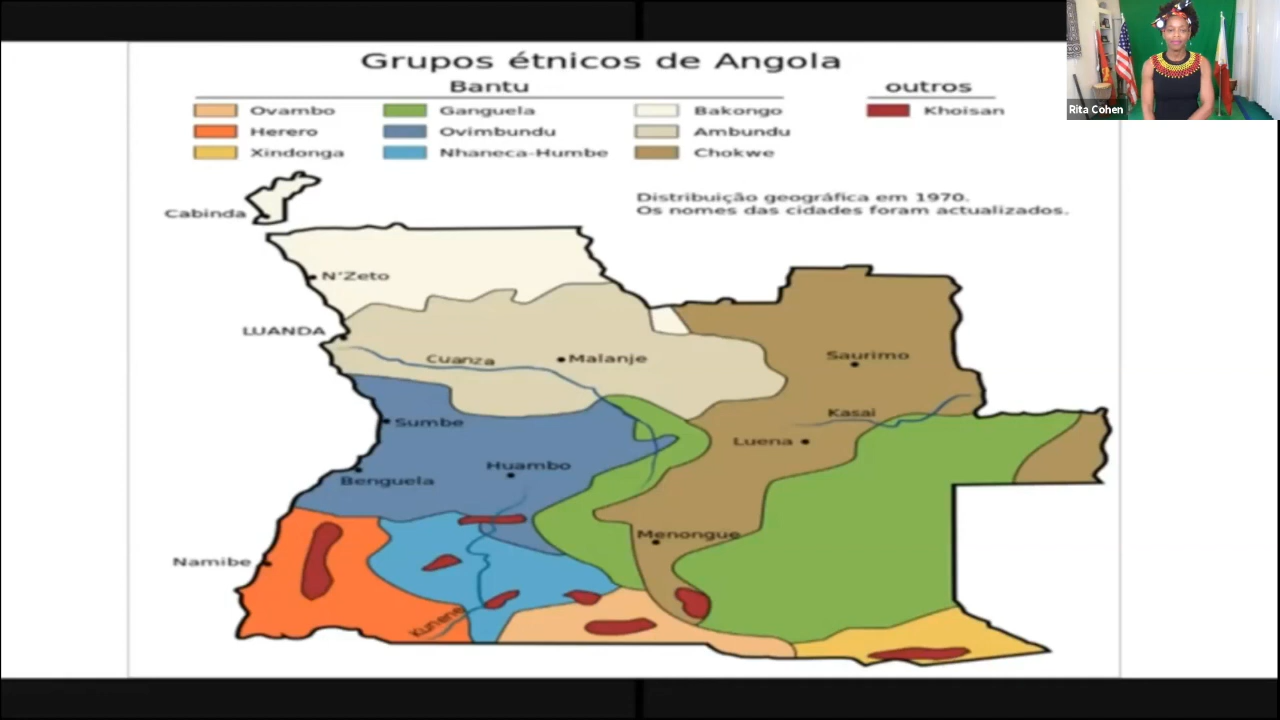 Grupos étnicos de Angola
Bantu
outros
Ovambo
Ganguela
Bakongo
Khoisan
Herero
Ovimbundu
Ambundu
Xindonga
Nhaneca-Humbe
Chokwe
Rita Cohen
Distribuição geográfica em 1970.
Os nomes das cidades foram actualizados.
Cabinda
N'Zeto
LUANDA
Cuanza
Malanje
Saurimo
Kasai
Sumbe
Luena
Huambo
Benguela
Menongue
Namibe
Kunene